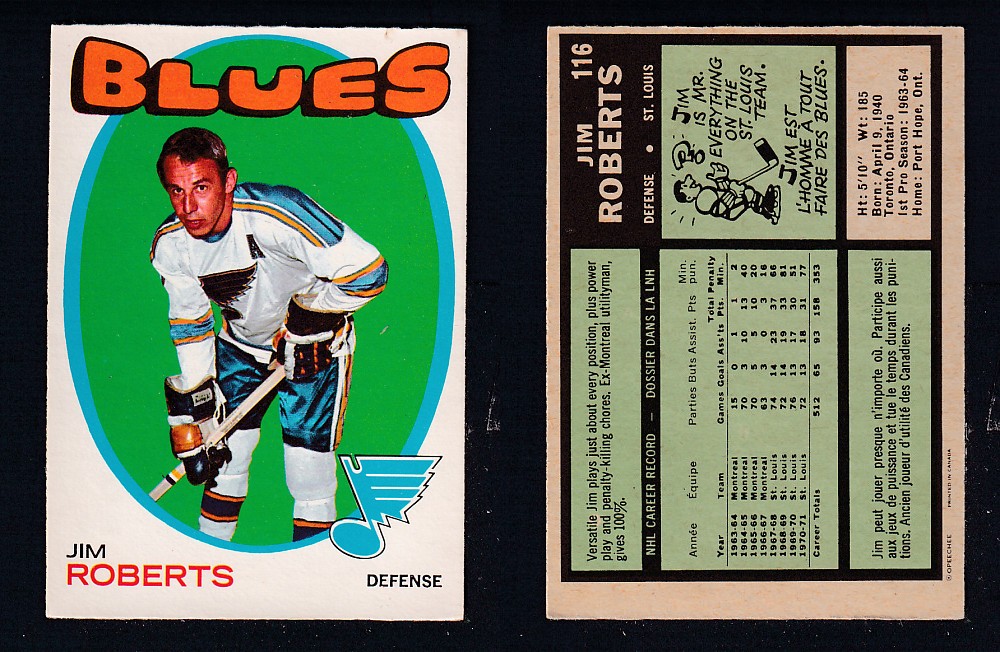 BLUES
A
JIM
ROBERTS
DEFENSE
116
JIM
ROBERTS
DEFENSE • ST. LOUIS
JIM
IS MR.
EVERYTHING
ON THE
ST. LOUIS
TEAM.
JIM EST
L'HOMME À TOUT
FAIRE DES BLUES.
Ht: 5'10" Wt: 185
Born: April 9, 1940
Toronto, Ontario
1st Pro Season: 1963-64
Home: Port Hope, Ont.
Versatile Jim plays just about every position, plus power
play and penalty-killing chores. Ex-Montreal utilityman,
gives 100%.
NHL CAREER RECORD — DOSSIER DANS LA LNH
Année Équipe Parties Buts Assist. Pts Min. pun.
Year Team Games Goals Ass'ts Total Pts. Penalty Min.
1963-64 Montreal 15 0 1 1 2
1964-65 Montreal 70 3 10 13 40
1965-66 Montreal 70 5 5 10 20
1966-67 Montreal 63 3 0 3 16
1967-68 St. Louis 74 14 23 37 66
1968-69 St. Louis 72 14 19 33 81
1969-70 St. Louis 76 13 17 30 51
1970-71 St. Louis 72 13 18 31 77
Career Totals 512 65 93 158 353
Jim peut jouer presque n'importe où. Participe aussi
aux jeux de puissance et tue le temps durant les puni-
tions. Ancien joueur d'utilité des Canadiens.
© OPEECHEE PRINTED IN CANADA